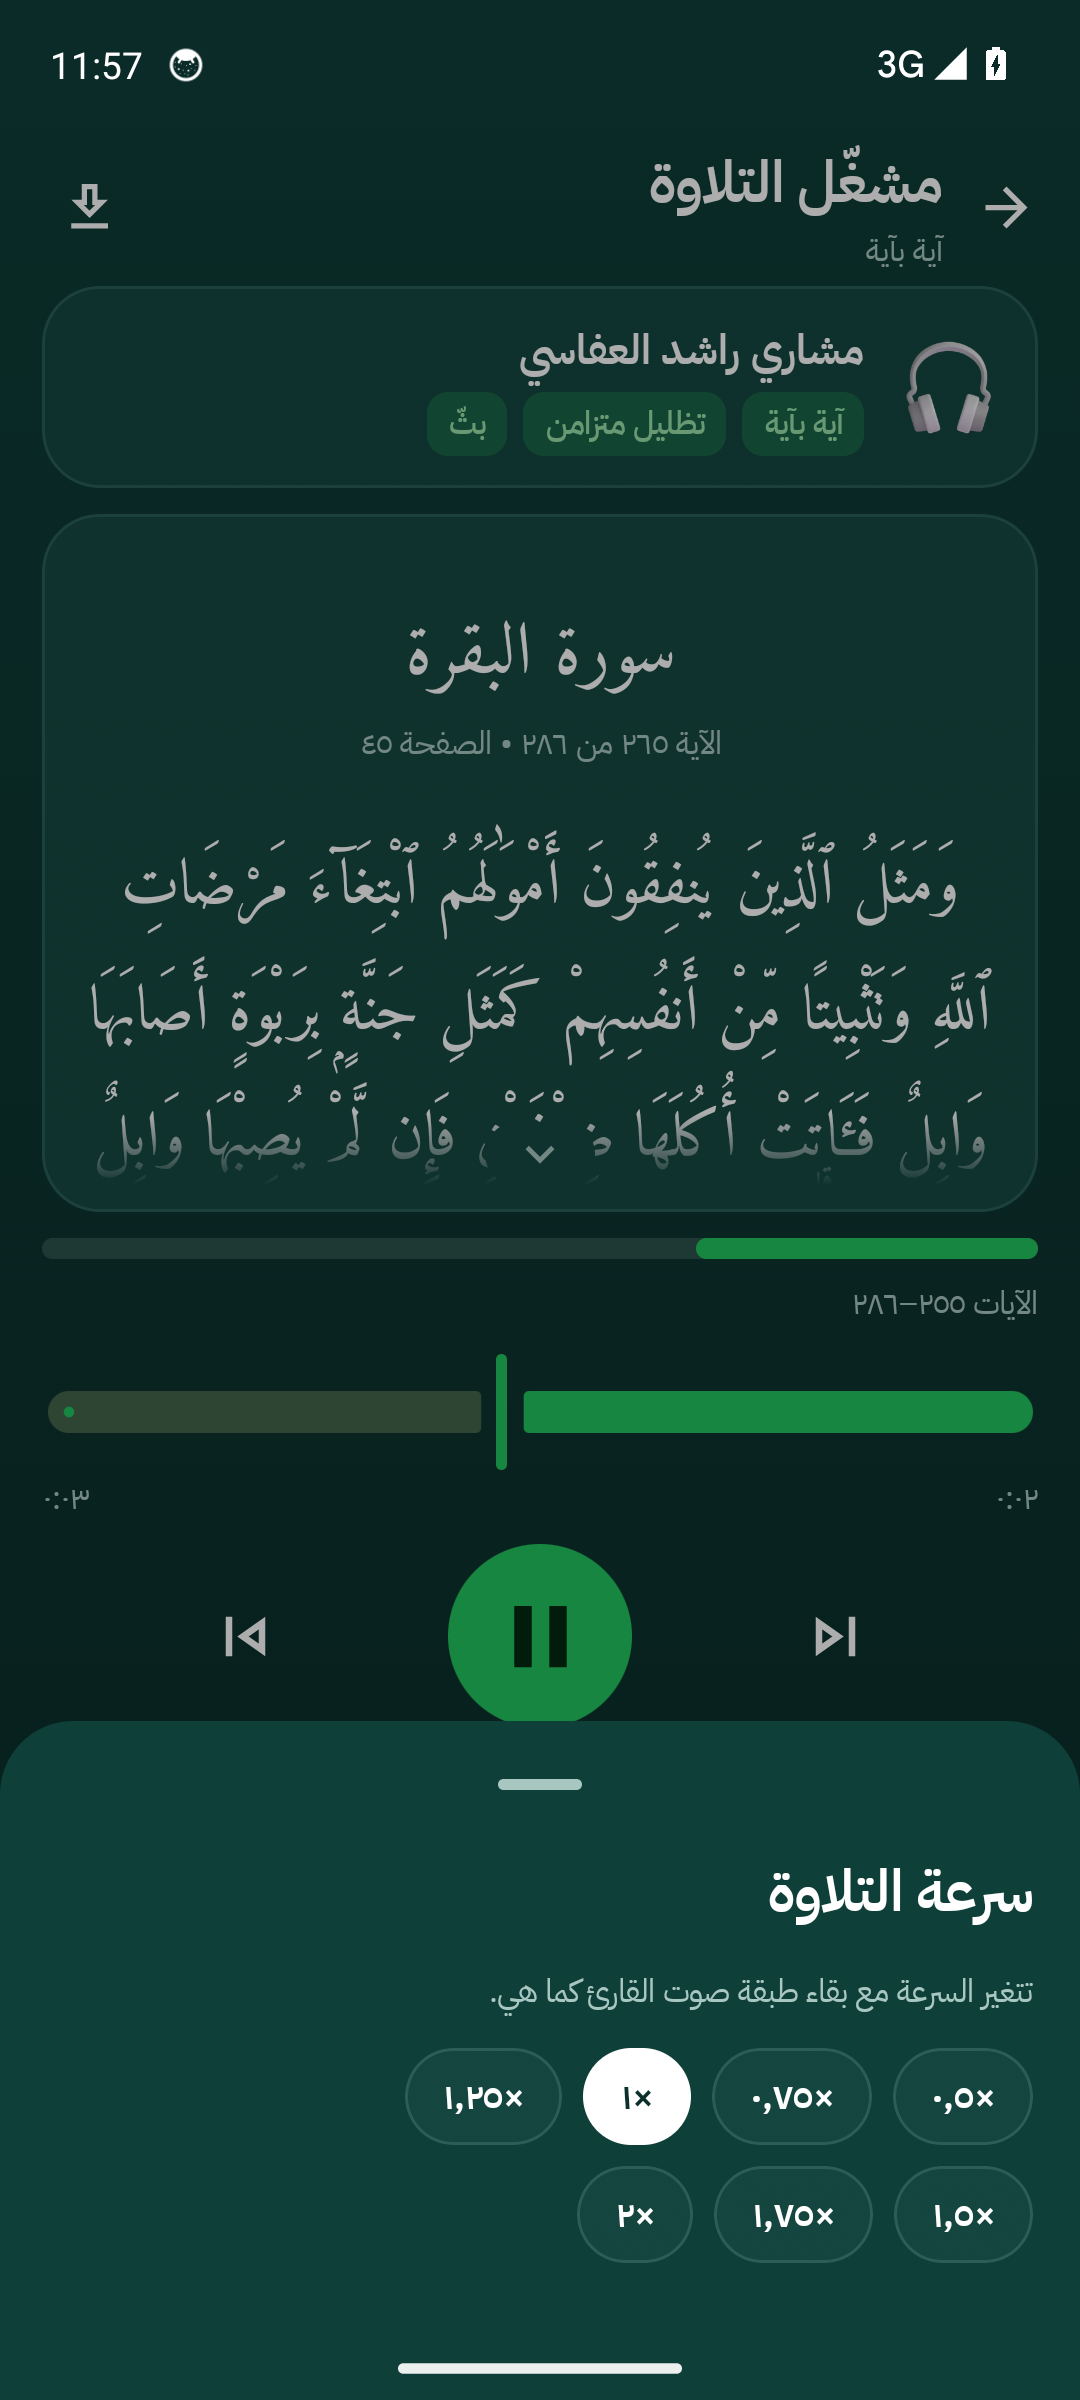 11:57
3G
مشغّل التلاوة
آية بآية
مشاري راشد العفاسي
آية بآية
تظليل متزامن
بثّ
سورة البقرة
الآية ٢٦٥ من ٢٨٦ • الصفحة ٤٥
وَمَثَلُ ٱلَّذِينَ يُنفِقُونَ أَمْوَٰلَهُمُ ٱبْتِغَآءَ مَرْضَاتِ
ٱللَّهِ وَتَثْبِيتًا مِّنْ أَنفُسِهِمْ كَمَثَلِ جَنَّةٍۭ بِرَبْوَةٍ أَصَابَهَا
وَابِلٌ فَـَٔاتَتْ أُكُلَهَا فَإِن لَّمْ يُصِبْهَا وَابِلٌ
الآيات ٢٥٥–٢٨٦
٠:٠٢
٠:٠٣
سرعة التلاوة
تتغير السرعة مع بقاء طبقة صوت القارئ كما هي.
×٠,٥
×٠,٧٥
×١
×١,٢٥
×١,٥
×١,٧٥
×٢